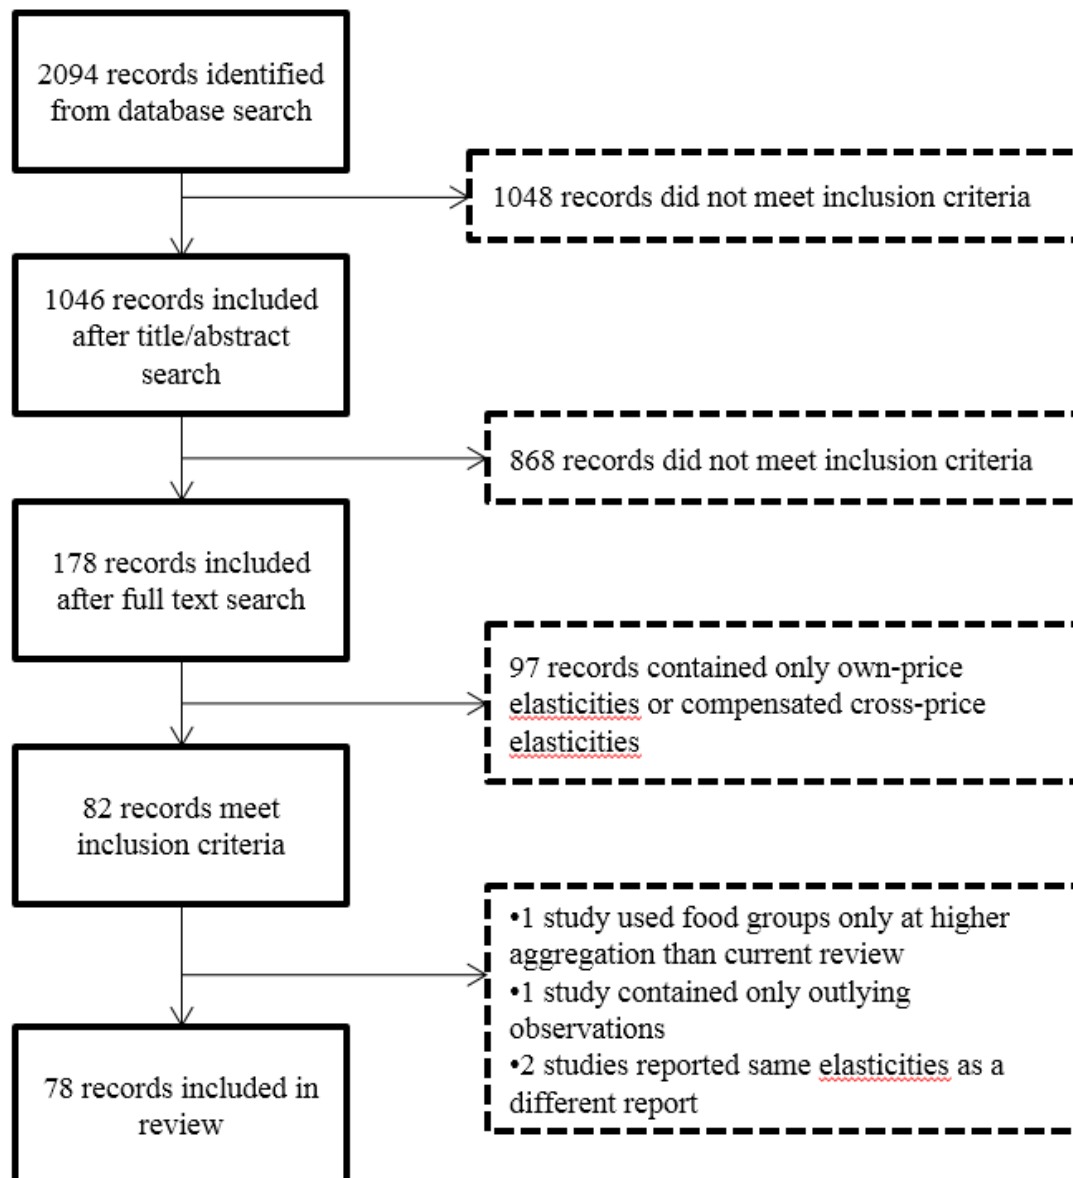 2094 records identified
from database search
1048 records did not meet inclusion criteria
1046 records included
after title/abstract
search
868 records did not meet inclusion criteria
178 records included
after full text search
97 records contained only own-price
elasticities or compensated cross-price
elasticities
82 records meet
inclusion criteria
•1 study used food groups only at higher
aggregation than current review
•1 study contained only outlying
observations
•2 studies reported same elasticities as a
different report
78 records included in
review